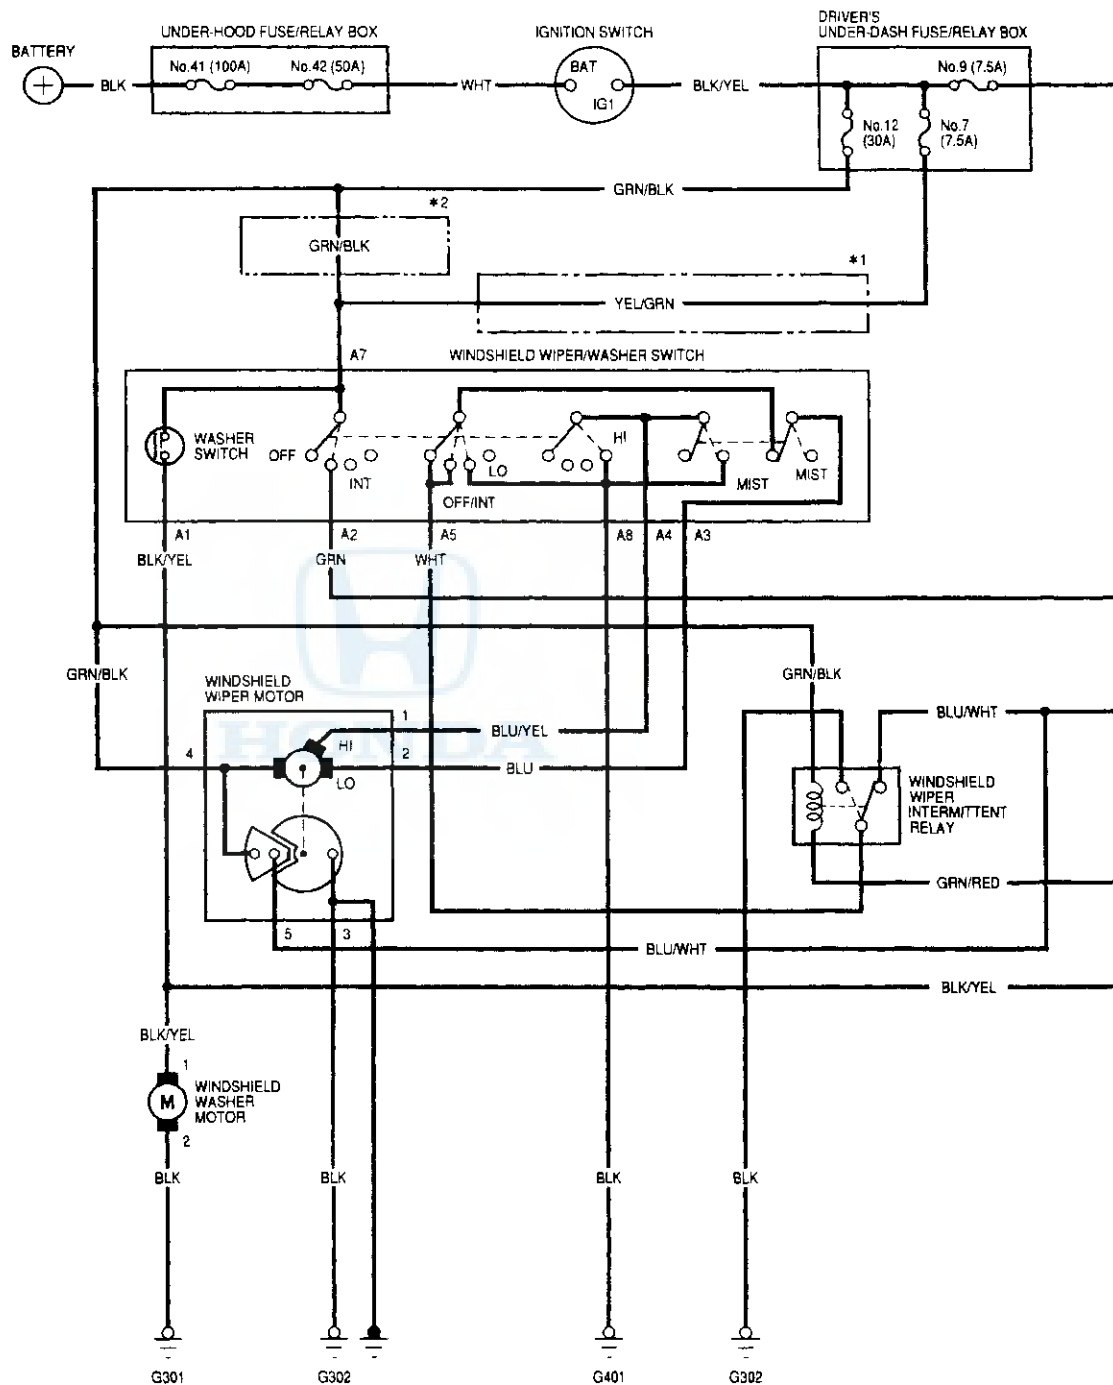 DRIVER'S
UNDER-HOOD FUSE/RELAY BOX
IGNITION SWITCH
UNDER-DASH FUSE/RELAY BOX
BATTERY
No.41 (100A)
No.42 (50A)
BAT
No.9 (7.5A)
BLK
WHT
BLK/YEL
IG1
No.12
(30A)
No.7
(7.5A)
GRN/BLK
*2
GRN/BLK
*1
YEL/GRN
A7
WINDSHIELD WIPER/WASHER SWITCH
WASHER
SWITCH
OFF
INT
LO
OFF/INT
HI
MIST
MIST
A1
A2
A5
A8
A4
A3
BLK/YEL
GRN
WHT
HONDA
GRN/BLK
GRN/BLK
WINDSHIELD
WIPER MOTOR
1
BLU/YEL
BLU/WHT
4
HI
2
BLU
LO
WINDSHIELD
WIPER
INTERMITTENT
RELAY
GRN/RED
5
3
BLU/WHT
BLK/YEL
BLK/YEL
1
M
WINDSHIELD
WASHER
MOTOR
2
BLK
BLK
BLK
BLK
G301
G302
G401
G302